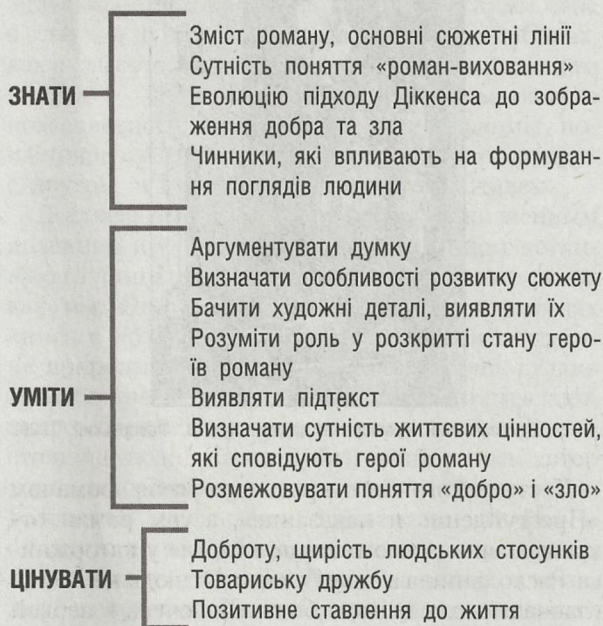 Зміст роману, основні сюжетні лінії
Сутність поняття «роман-виховання»
ЗНАТИ
Еволюцію підходу Діккенса до зобра-
ження добра та зла
Чинники, які впливають на формуван-
ня поглядів людини
Аргументувати думку
Визначати особливості розвитку сюжету
Бачити художні деталі, виявляти їх
Розуміти роль у розкритті стану геро-
їв роману
УМІТИ
Виявляти підтекст
Визначати сутність життєвих цінностей,
які сповідують герої роману
Розмежовувати поняття «добро» і «зло»
Доброту, щирість людських стосунків
ЦІНУВАТИ
Товариську дружбу
Позитивне ставлення до життя